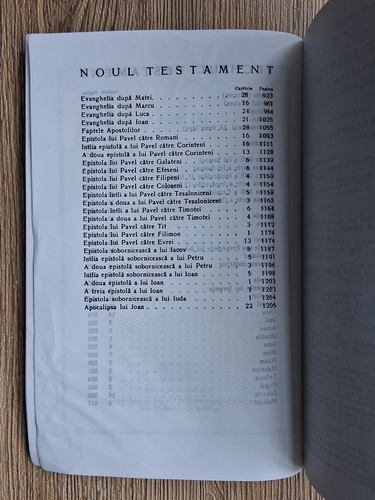 NOUL TESTAMENT
Capitole Pagina
Evanghelia după Matei, . . . . . . . . . 28 923
Evanghelia după Marcu . . . . . . . . . 16 961
Evanghelia după Luca . . . . . . . . . 24 984
Evanghelia după Ioan . . . . . . . . . 21 1025
Faptele Apostolilor . . . . . . . . . 28 1055
Epistola lui Pavel către Romani . . . . . . 16 1093
Intîia epistolă a lui Pavel către Corinteni . . . 16 1111
A doua epistolă a lui Pavel către Corinteni . . . 13 1128
Epistola lui Pavel către Galateni . . . . . . 6 1139
Epistola lui Pavel către Efeseni . . . . . . 6 1144
Epistola lui Pavel către Filipeni . . . . . . 4 1150
Epistola lui Pavel către Coloseni . . . . . . 4 1154
Epistola întîi a lui Pavel către Tesaloniceni . . . 5 1158
Epistola a doua a lui Pavel către Tesaloniceni 3 1162
Epistola întîi a lui Pavel către Timotei . . . . 6 1164
Epistola a doua a lui Pavel către Timotei . . . 4 1168
Epistola lui Pavel către Tit . . . . . . . 3 1172
Epistola lui Pavel către Filimon . . . . . . 1 1174
Epistola lui Pavel către Evrei . . . . . . 13 1174
Epistola sobornicească a lui Iacov . . . . . 5 1187
Intîia epistolă sobornicească a lui Petru . . . 5 1191
A doua epistolă sobornicească a lui Petru . . . 3 1196
Intîia epistolă sobornicească a lui Ioan . . . . 5 1198
A doua epistolă a lui Ioan . . . . . . . 1 1203
A treia epistolă a lui Ioan . . . . . . . 1 1203
Epistola sobornicească a lui Iuda . . . . . 1 1204
Apocalipsa lui Ioan . . . . . . . . . 22 1205